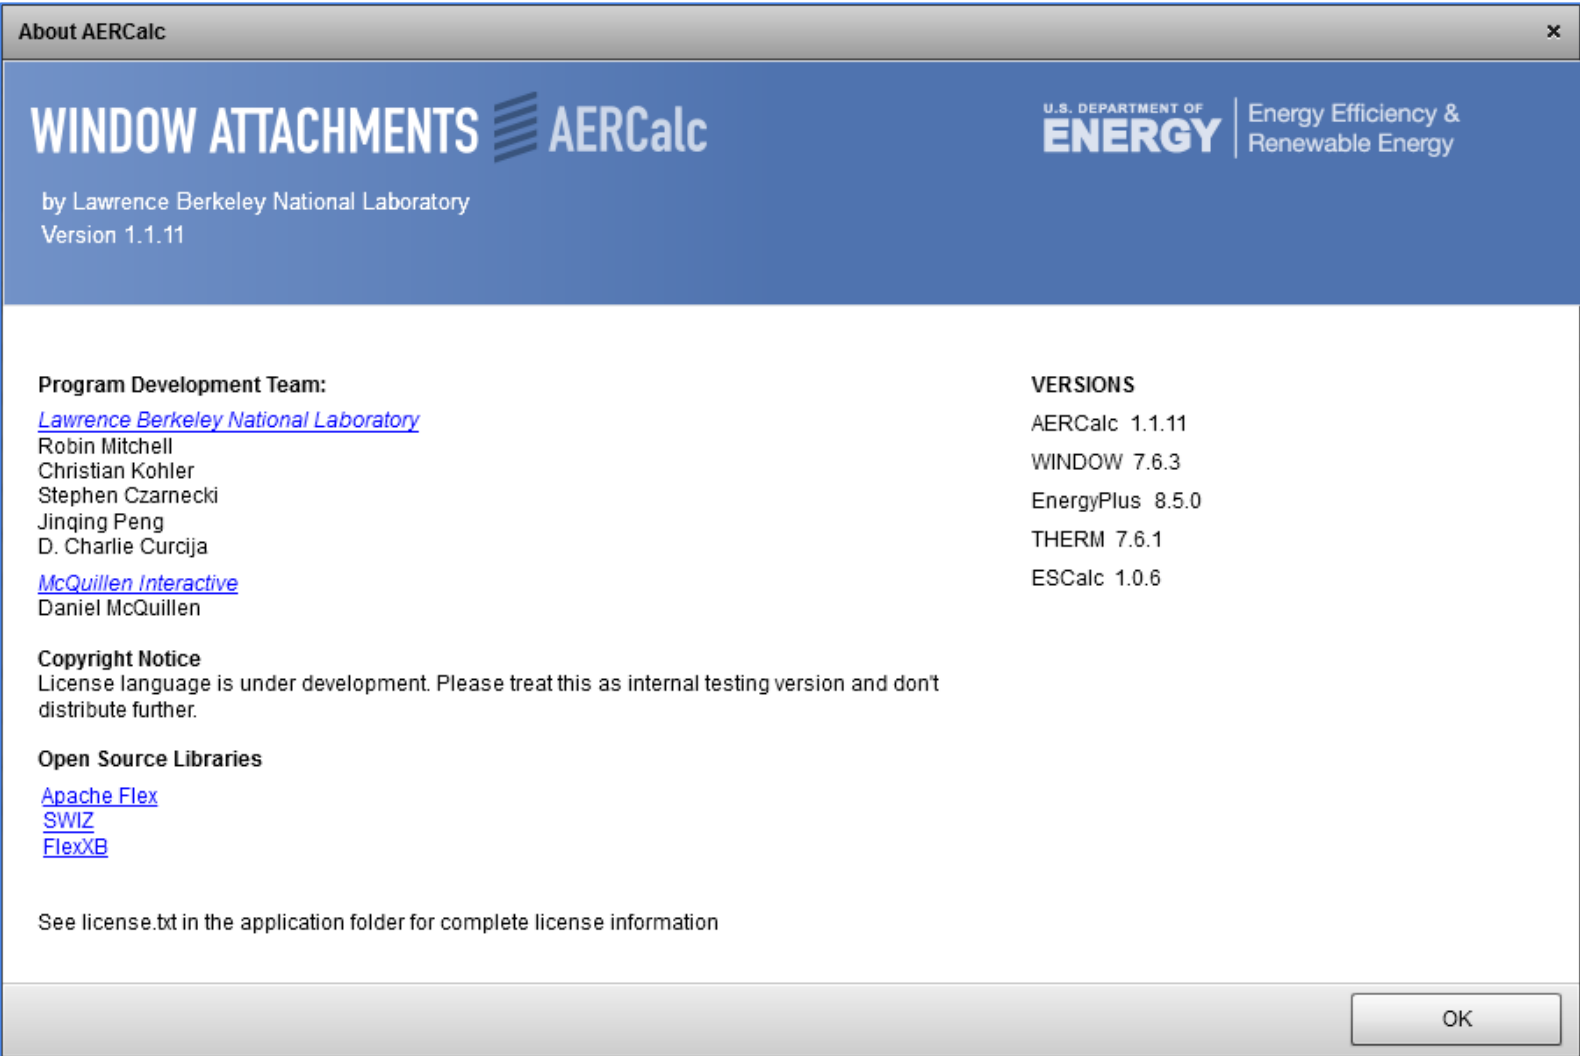 About AERCalc
×
WINDOW ATTACHMENTS AERCalc
U.S. DEPARTMENT OF
ENERGY
Energy Efficiency &
Renewable Energy
by Lawrence Berkeley National Laboratory
Version 1.1.11
Program Development Team:
Lawrence Berkeley National Laboratory
Robin Mitchell
Christian Kohler
Stephen Czarnecki
Jinqing Peng
D. Charlie Curcija
McQuillen Interactive
Daniel McQuillen
Copyright Notice
License language is under development. Please treat this as internal testing version and don't
distribute further.
Open Source Libraries
Apache Flex
SWIZ
FlexXB
See license.txt in the application folder for complete license information
VERSIONS
AERCalc 1.1.11
WINDOW 7.6.3
EnergyPlus 8.5.0
THERM 7.6.1
ESCalc 1.0.6
OK